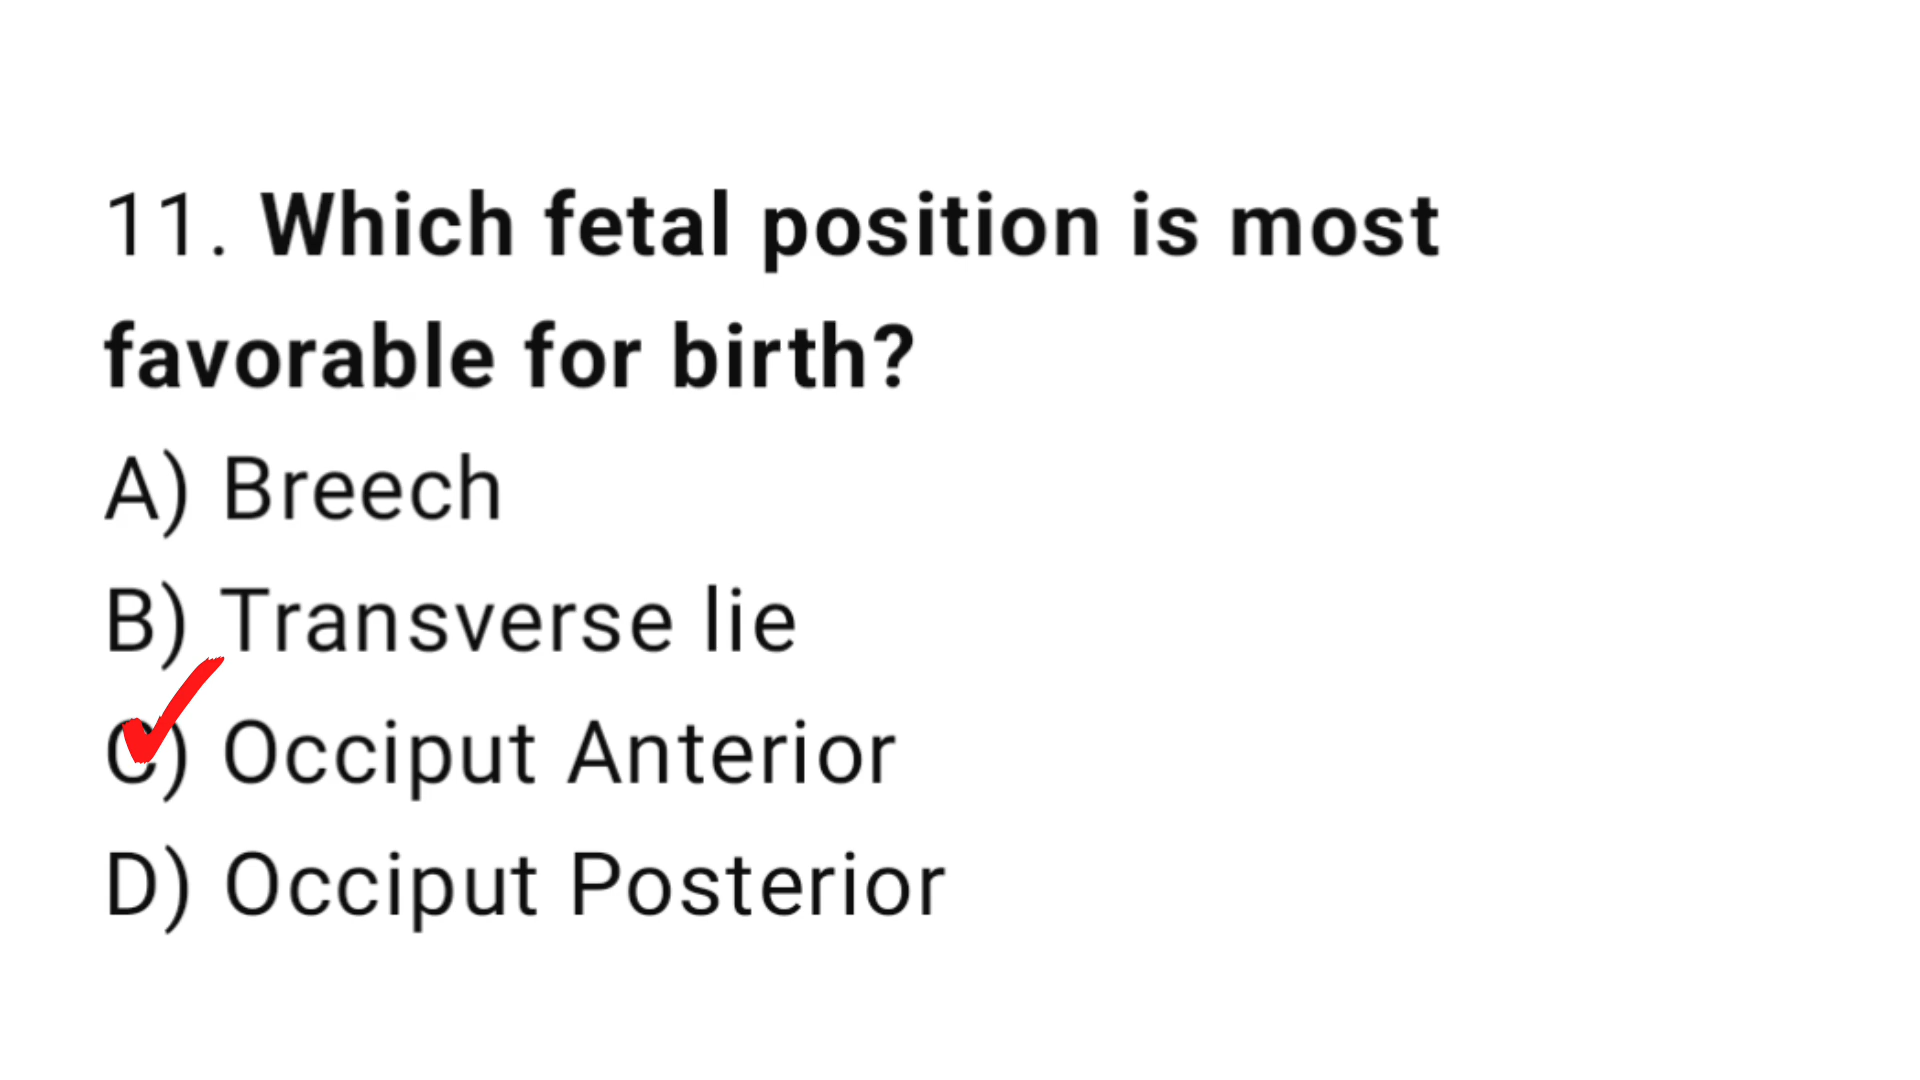 11. Which fetal position is most
favorable for birth?
A) Breech
B) Transverse lie
C) Occiput Anterior
D) Occiput Posterior